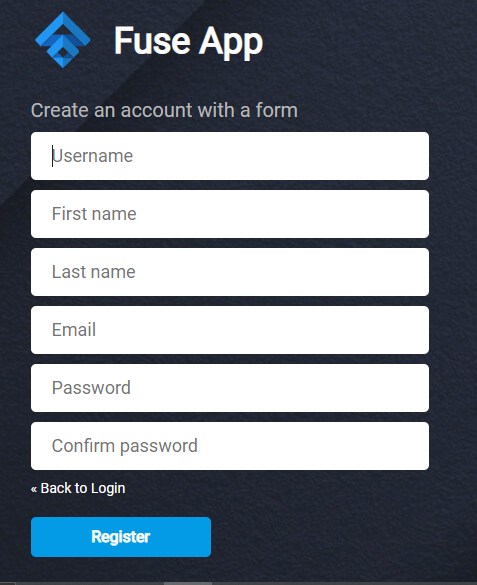 Fuse App
Create an account with a form
Username
First name
Last name
Email
Password
Confirm password
« Back to Login
Register